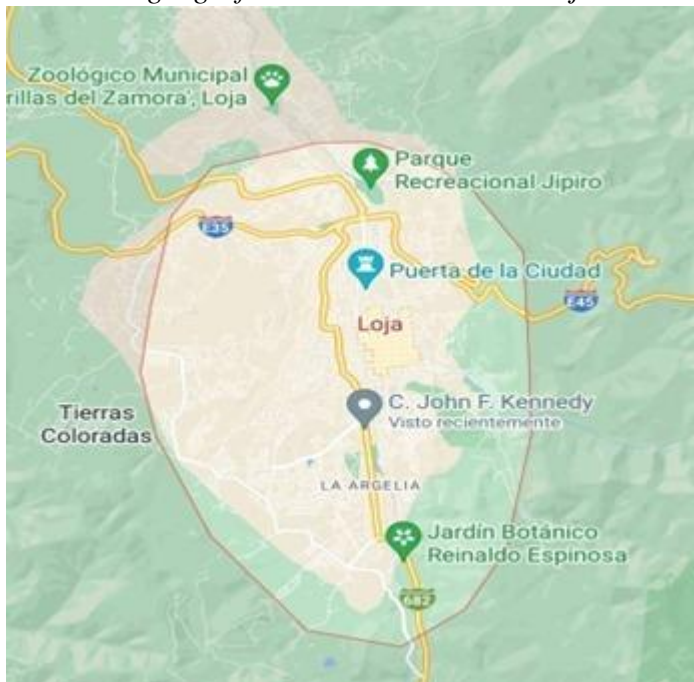 Zoológico Municipal
rillas del Zamora', Loja
Parque
Recreacional Jipiro
E35
Puerta de la Ciudad
E45
Loja
C. John F. Kennedy
Visto recientemente
Tierras
Coloradas
LA ARGELIA
Jardín Botánico
Reinaldo Espinosa
682